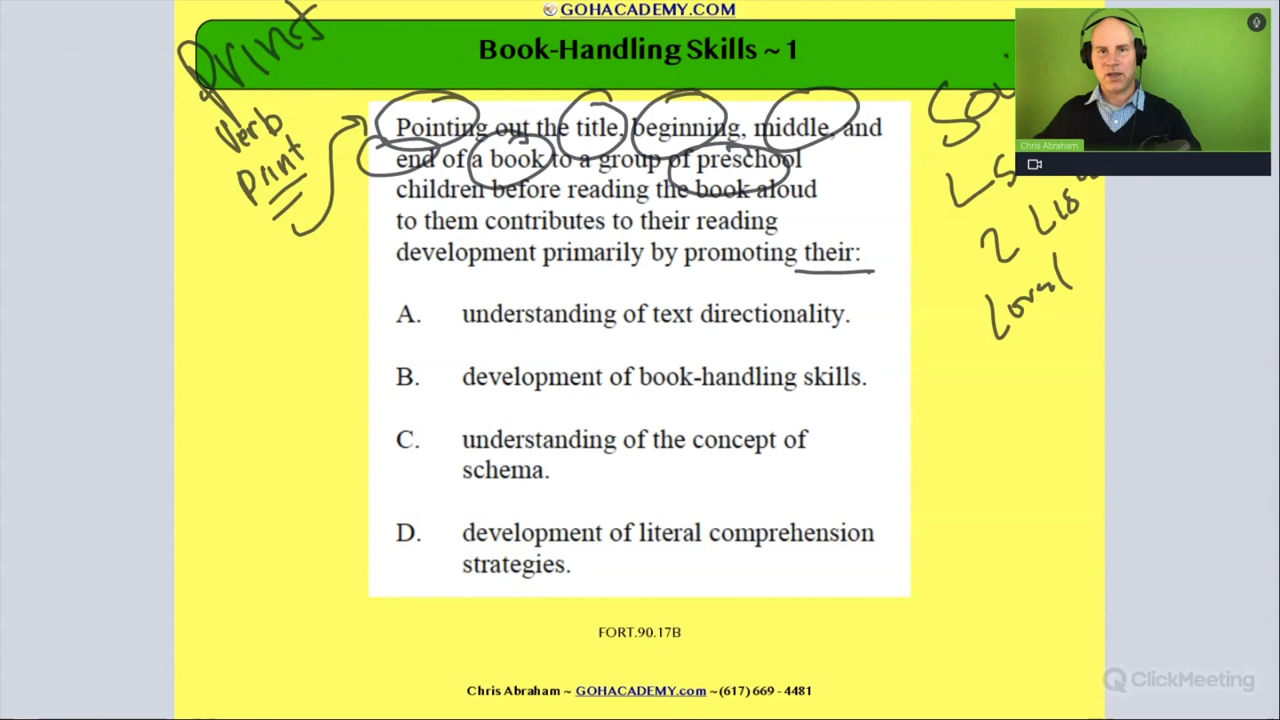 GOHACADEMY.COM
Book-Handling Skills ~ 1
Print
Verb
Print
Pointing out the title, beginning, middle, and
end of a book to a group of preschool
children before reading the book aloud
to them contributes to their reading
development primarily by promoting their:
A. understanding of text directionality.
B. development of book-handling skills.
C. understanding of the concept of
schema.
D. development of literal comprehension
strategies.
FORT.90.17B
Chris Abraham ~ GOHACADEMY.com ~(617) 669 - 4481
Chris Abraham
2
ClickMeeting